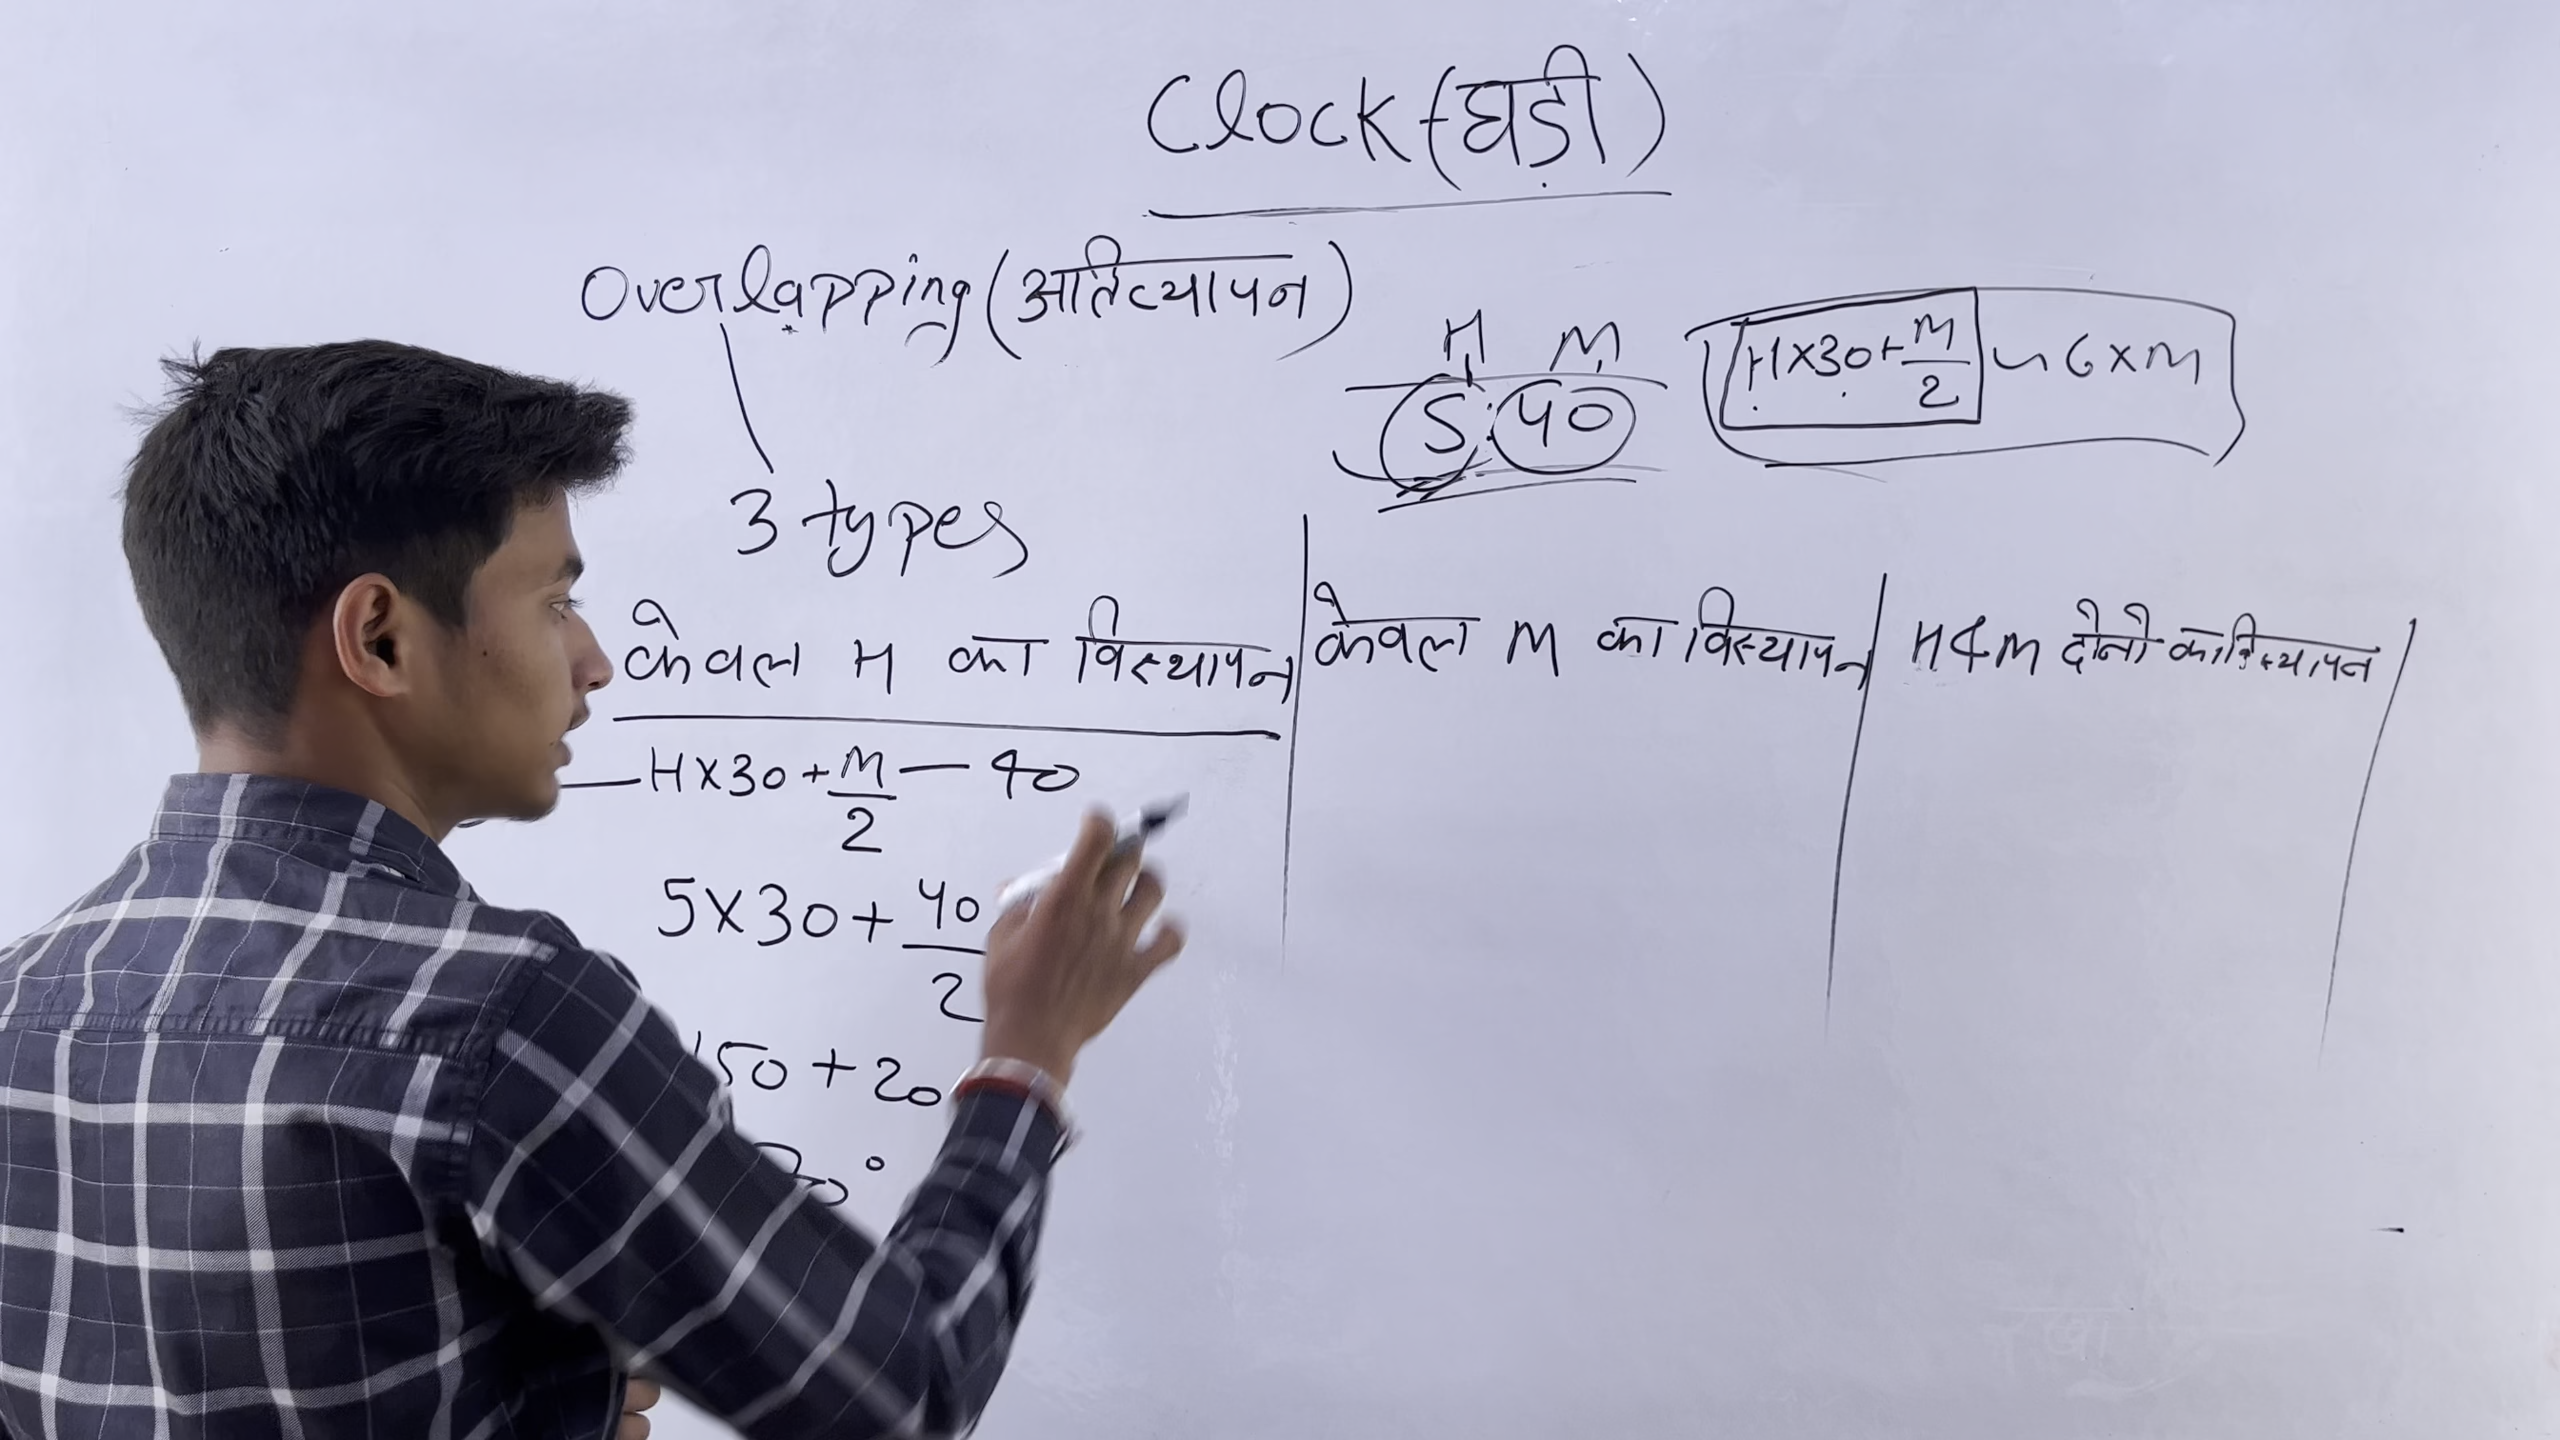 Clock (घड़ी)
Overlapping (अतिव्यापन)
H M
5:40
H×30+M/2 ~ 6×M
3 types
केवल H का विस्थापन
केवल M का विस्थापन
H & M दोनो का विस्थापन
H×30+M/2 — 40
5×30+40/2
150+20